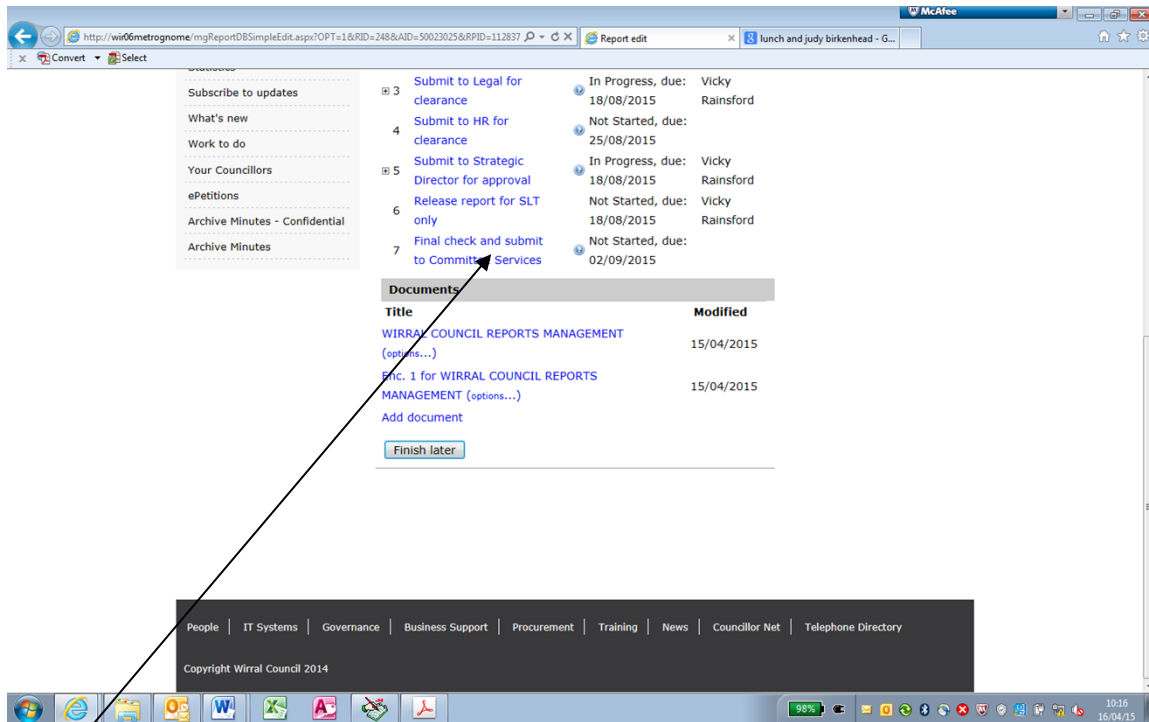 McAfee
http://wir06metrognome/mgReportDBSimpleEdit.aspx?OPT=1&RID=248&AID=50023025&RPID=112837
Report edit
lunch and judy birkenhead - G...
x Convert Select
Statistics
Subscribe to updates
What's new
Work to do
Your Councillors
ePetitions
Archive Minutes - Confidential
Archive Minutes
3 Submit to Legal for In Progress, due: Vicky
clearance 18/08/2015 Rainsford
4 Submit to HR for Not Started, due:
clearance 25/08/2015
5 Submit to Strategic In Progress, due: Vicky
Director for approval 18/08/2015 Rainsford
6 Release report for SLT Not Started, due: Vicky
only 18/08/2015 Rainsford
7 Final check and submit Not Started, due:
to Committee Services 02/09/2015
Documents
Title Modified
WIRRAL COUNCIL REPORTS MANAGEMENT
(options...) 15/04/2015
Enc. 1 for WIRRAL COUNCIL REPORTS
MANAGEMENT (options...) 15/04/2015
Add document
Finish later
People | IT Systems | Governance | Business Support | Procurement | Training | News | Councillor Net | Telephone Directory
Copyright Wirral Council 2014
98%
10:16
16/04/15